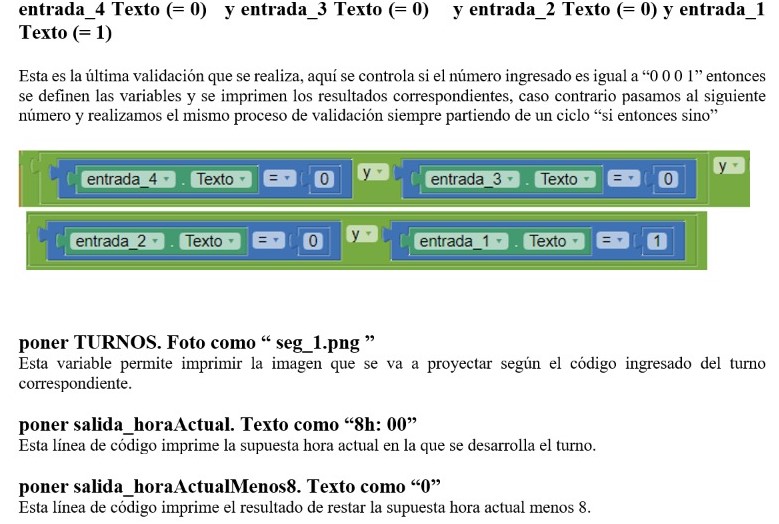 entrada_4 Texto (= 0) y entrada_3 Texto (= 0) y entrada_2 Texto (= 0) y entrada_1
Texto (= 1)
Esta es la última validación que se realiza, aquí se controla si el número ingresado es igual a “0 0 0 1” entonces
se definen las variables y se imprimen los resultados correspondientes, caso contrario pasamos al siguiente
número y realizamos el mismo proceso de validación siempre partiendo de un ciclo “si entonces sino”
entrada_4 . Texto = 0 y entrada_3 . Texto = 0 y
entrada_2 . Texto = 0 y entrada_1 . Texto = 1
poner TURNOS. Foto como “ seg_1.png ”
Esta variable permite imprimir la imagen que se va a proyectar según el código ingresado del turno
correspondiente.
poner salida_horaActual. Texto como “8h: 00”
Esta línea de código imprime la supuesta hora actual en la que se desarrolla el turno.
poner salida_horaActualMenos8. Texto como “0”
Esta línea de código imprime el resultado de restar la supuesta hora actual menos 8.